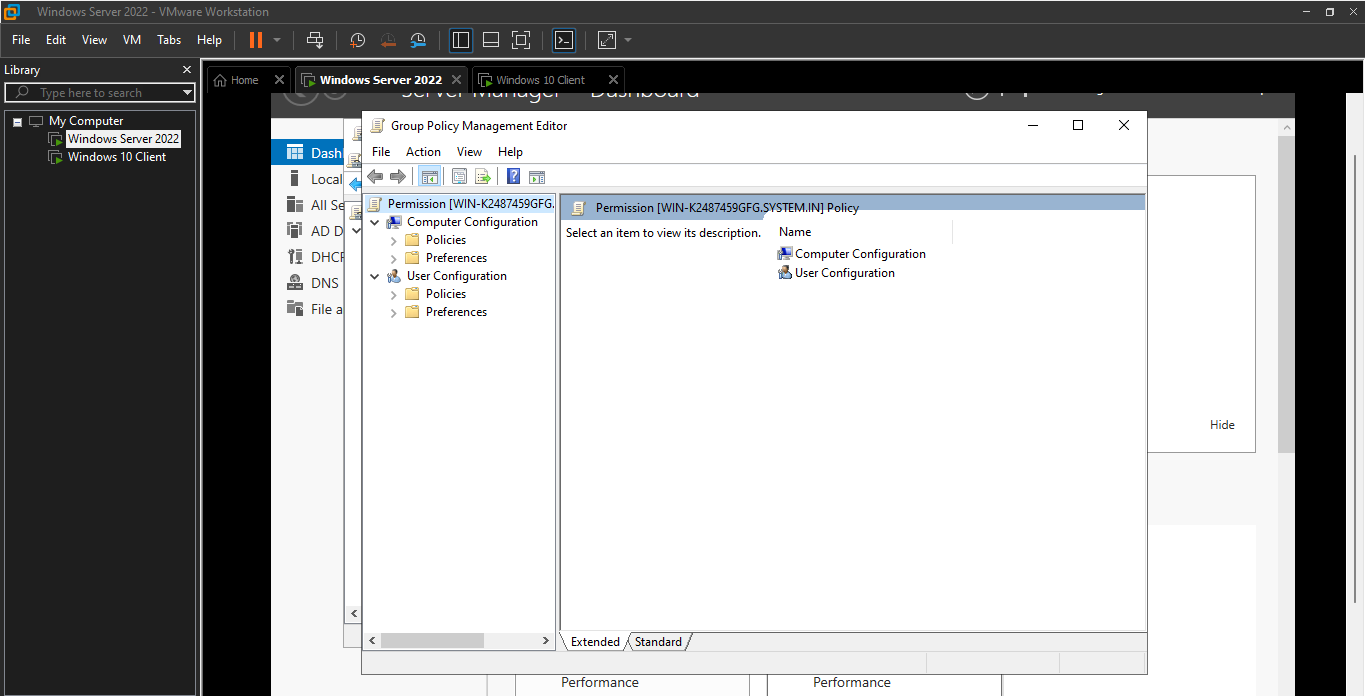 Windows Server 2022 - VMware Workstation
File Edit View VM Tabs Help
Library
Type here to search
My Computer
Windows Server 2022
Windows 10 Client
Home
Windows Server 2022
Windows 10 Client
Server Manager Dashboard
Dash
Local
All Se
AD D
DHCP
DNS
File a
Group Policy Management Editor
File Action View Help
Permission [WIN-K2487459GFG.
Computer Configuration
Policies
Preferences
User Configuration
Policies
Preferences
Permission [WIN-K2487459GFG.SYSTEM.IN] Policy
Select an item to view its description.
Name
Computer Configuration
User Configuration
Extended Standard
Hide
Performance
Performance